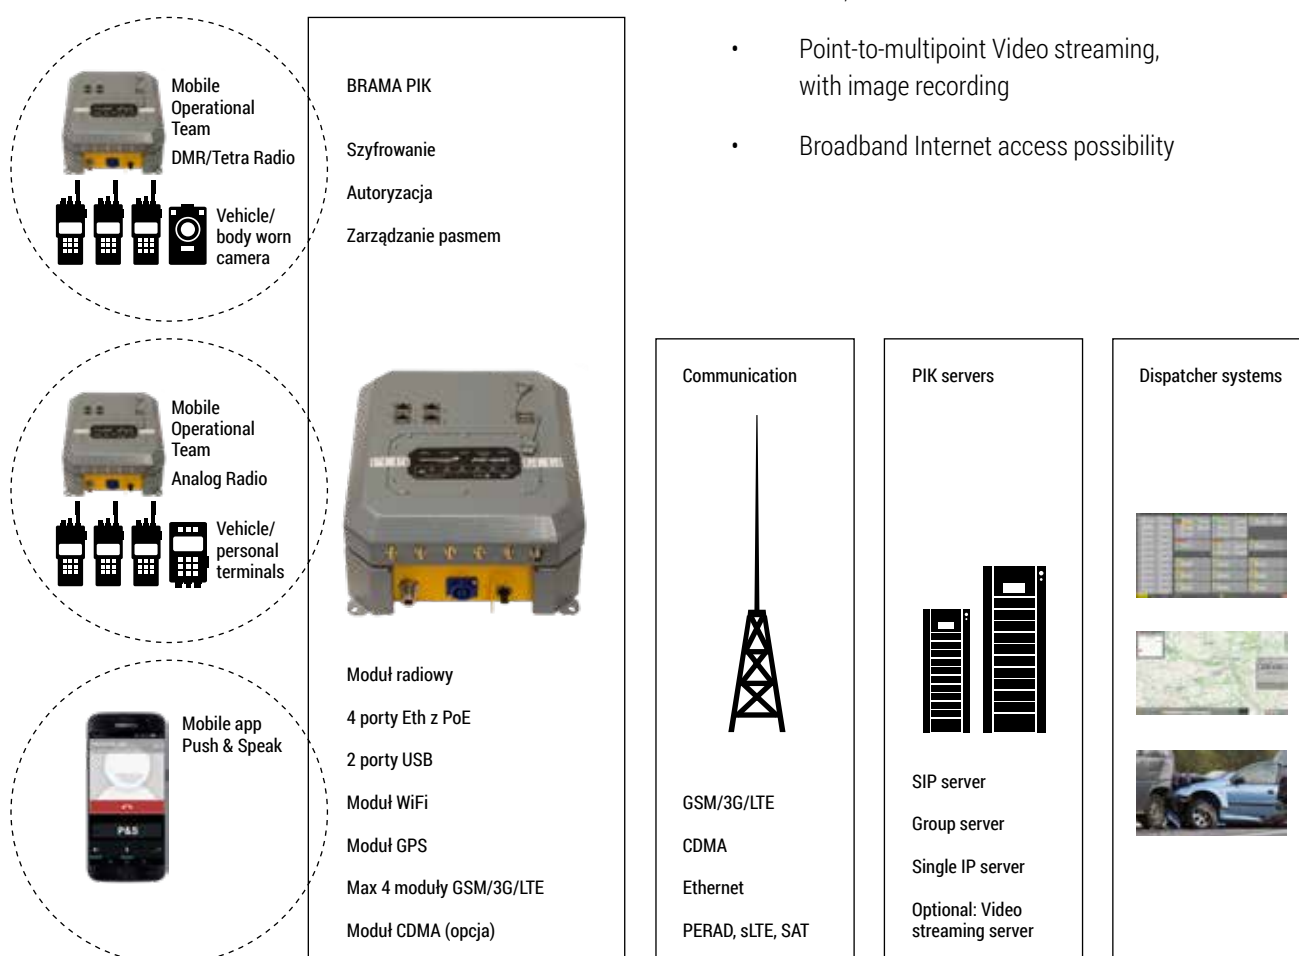 • Point-to-multipoint Video streaming,
with image recording
• Broadband Internet access possibility
Mobile
Operational
Team
DMR/Tetra Radio
Vehicle/
body worn
camera
Mobile
Operational
Team
Analog Radio
Vehicle/
personal
terminals
Mobile app
Push & Speak
P&S
BRAMA PIK
Szyfrowanie
Autoryzacja
Zarządzanie pasmem
Moduł radiowy
4 porty Eth z PoE
2 porty USB
Moduł WiFi
Moduł GPS
Max 4 moduły GSM/3G/LTE
Moduł CDMA (opcja)
Communication
GSM/3G/LTE
CDMA
Ethernet
PERAD, sLTE, SAT
PIK servers
SIP server
Group server
Single IP server
Optional: Video
streaming server
Dispatcher systems